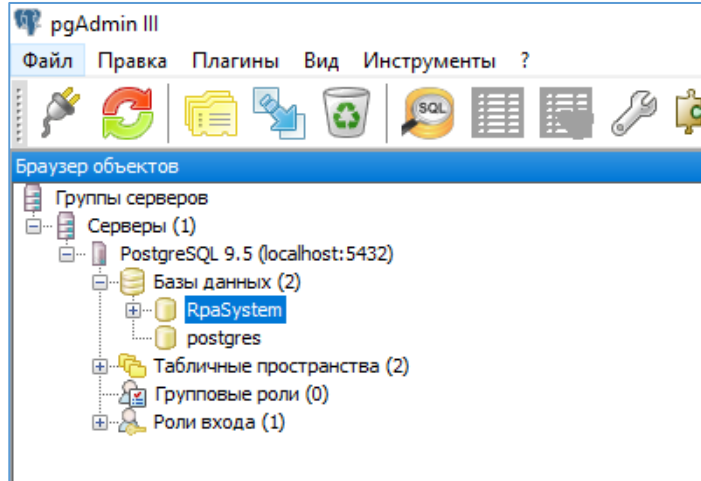 pgAdmin III
Файл Правка Плагины Вид Инструменты ?
SQL
Браузер объектов
Группы серверов
Серверы (1)
PostgreSQL 9.5 (localhost:5432)
Базы данных (2)
RpaSystem
postgres
Табличные пространства (2)
Групповые роли (0)
Роли входа (1)